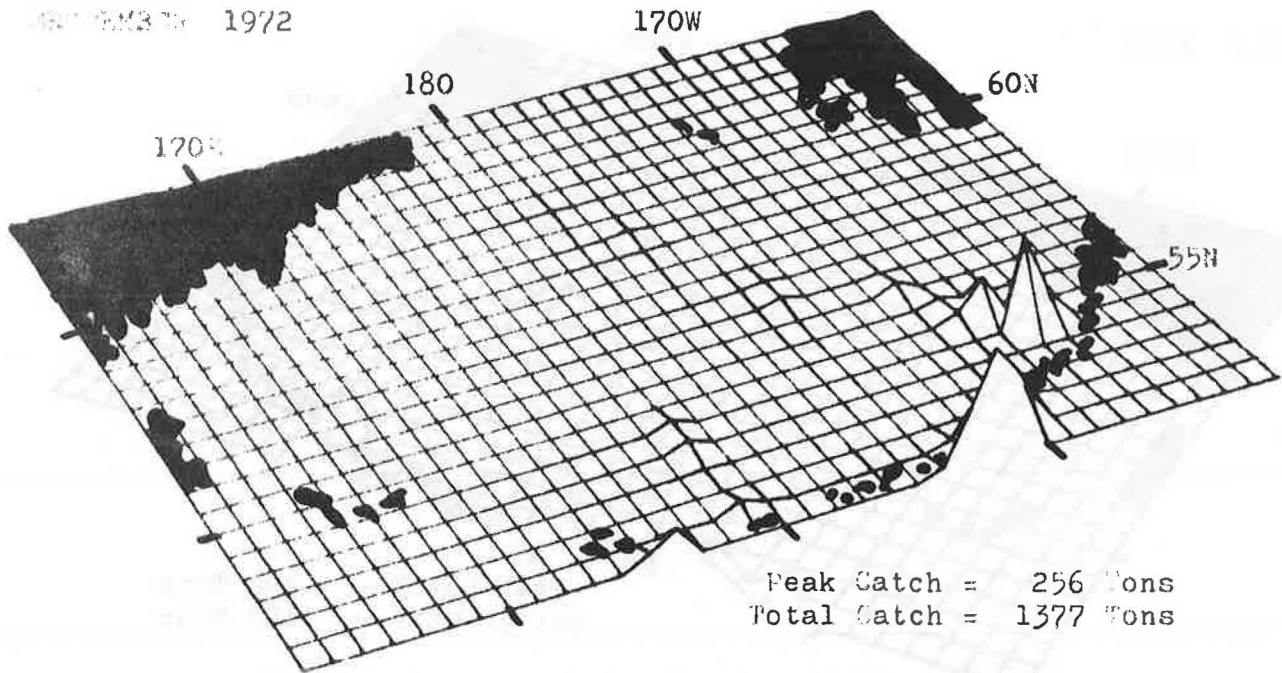 1972
170W
180
60N
55N
Peak Catch = 256 Tons
Total Catch = 1377 Tons